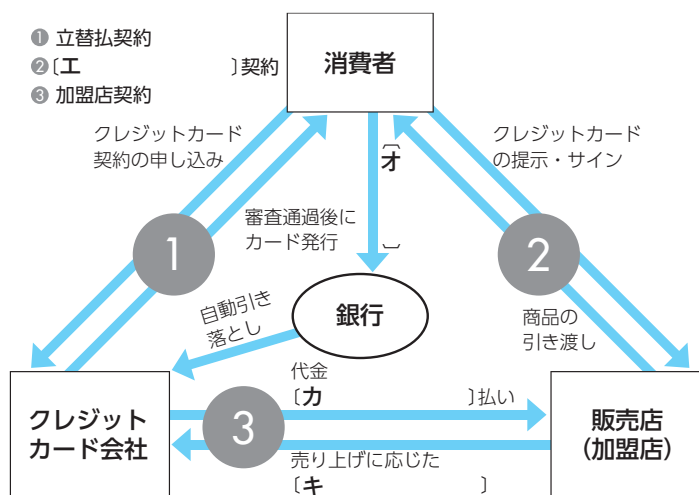 ❶ 立替払契約
❷〔エ　　　　　　〕契約
❸ 加盟店契約
消費者
クレジットカード
契約の申し込み
クレジットカード
の提示・サイン
〔オ　　　〕
審査通過後に
カード発行
1
2
自動引き
落とし
銀行
商品の
引き渡し
クレジット
カード会社
代金
〔カ　　　　　　〕払い
3
売り上げに応じた
〔キ　　　　　　〕
販売店
（加盟店）